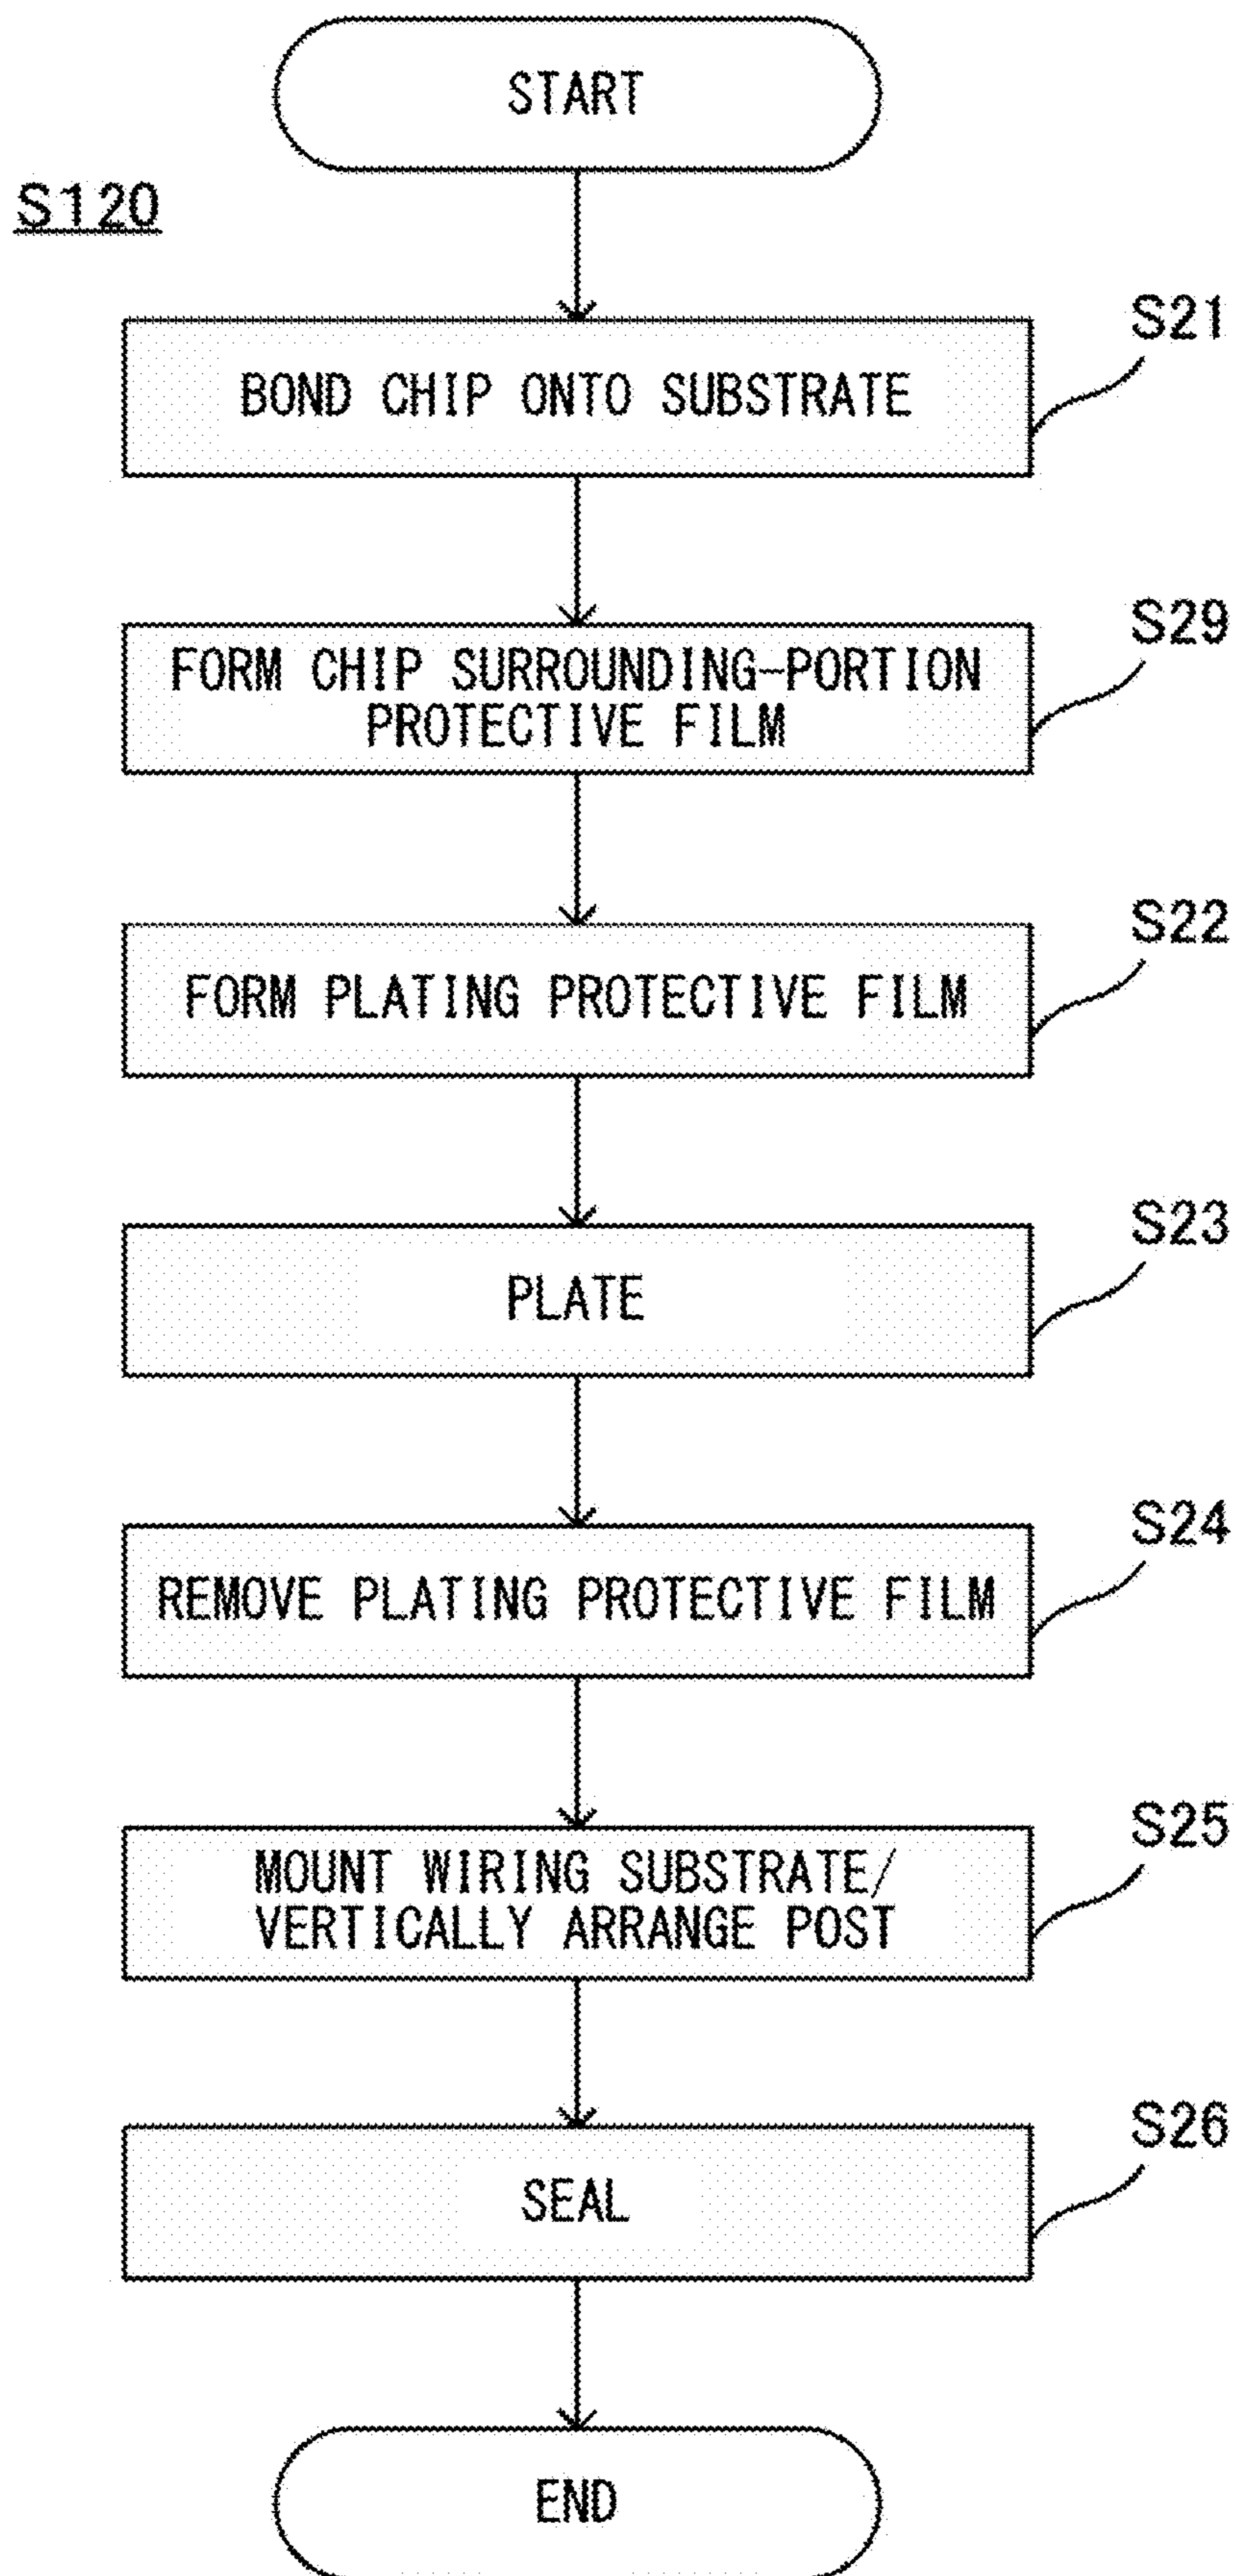 START
S120
S21
BOND CHIP ONTO SUBSTRATE
S29
FORM CHIP SURROUNDING-PORTION
PROTECTIVE FILM
S22
FORM PLATING PROTECTIVE FILM
S23
PLATE
S24
REMOVE PLATING PROTECTIVE FILM
S25
MOUNT WIRING SUBSTRATE/
VERTICALLY ARRANGE POST
S26
SEAL
END